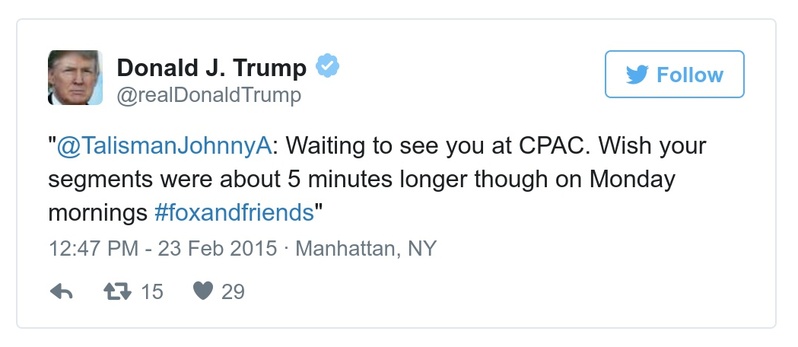 Donald J. Trump
@realDonaldTrump
Follow
"@TalismanJohnnyA: Waiting to see you at CPAC. Wish your
segments were about 5 minutes longer though on Monday
mornings #foxandfriends"
12:47 PM - 23 Feb 2015 · Manhattan, NY
15 29